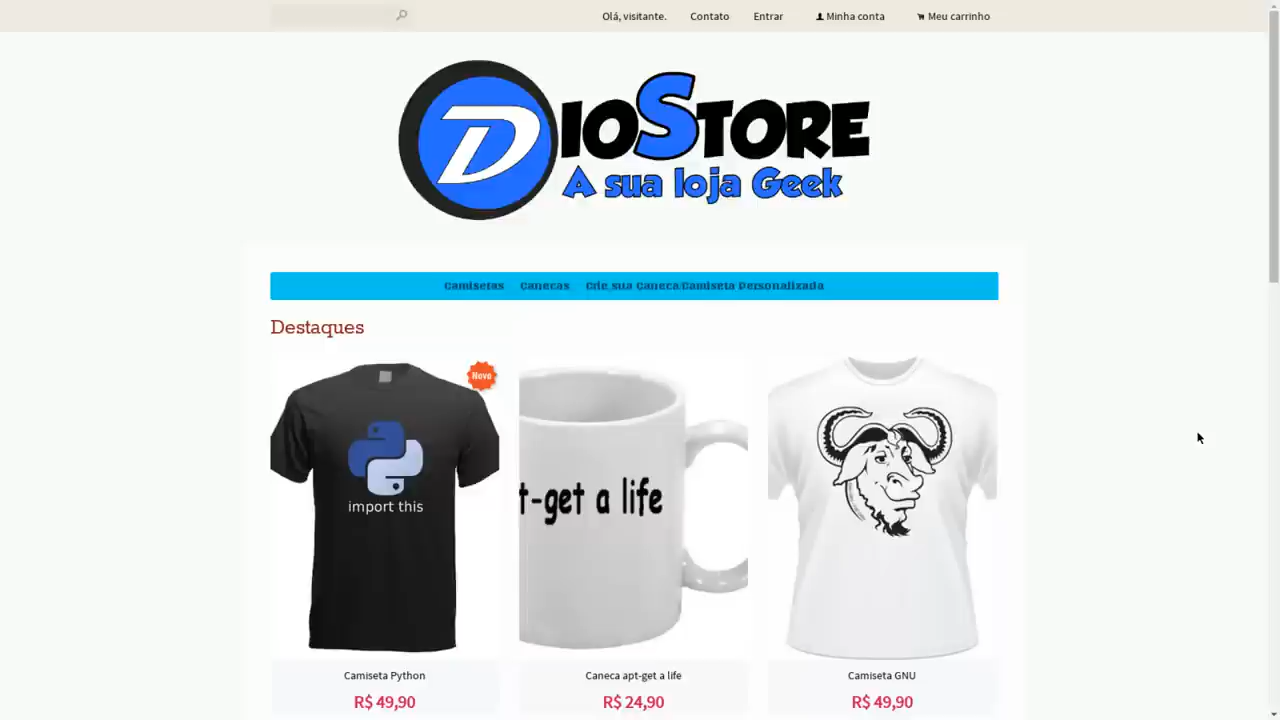 Olá, visitante. Contato Entrar Minha conta Meu carrinho
D
DIOSTORE
A sua loja Geek
Camisetas Canecas Crie sua Caneca/Camiseta Personalizada
Destaques
Novo
import this
t-get a life
Camiseta Python Caneca apt-get a life Camiseta GNU
R$ 49,90 R$ 24,90 R$ 49,90